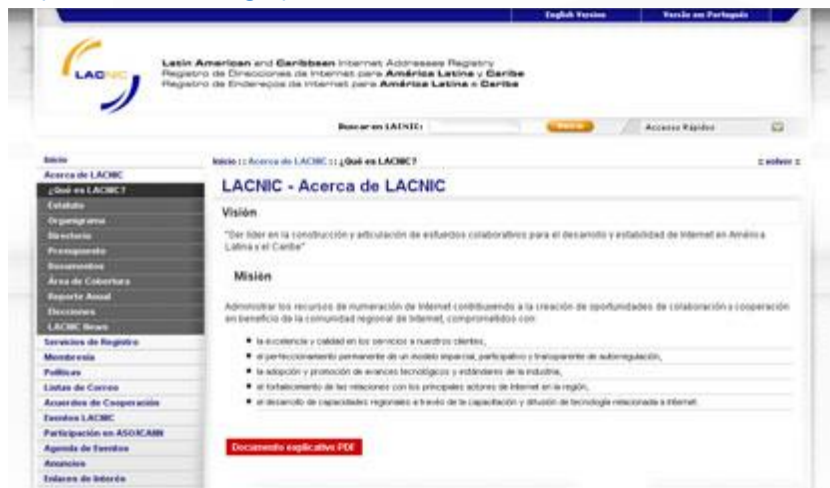 English Version
Versão em Português
LACNIC
Latin American and Caribbean Internet Addresses Registry
Registro de Direcciones de Internet para América Latina y Caribe
Registro de Endereços da Internet para América Latina e Caribe
Buscar en LACNIC:
Accesso Rápidos
Inicio
Inicio :: Acerca de LACNIC :: ¿Qué es LACNIC?
:: volver ::
Acerca de LACNIC
¿Qué es LACNIC?
Estatuto
Organigrama
Directorio
Presupuesto
Documentos
Área de Cobertura
Reporte Anual
Elecciones
LACNIC News
Servicios de Registro
Membresía
Políticas
Listas de Correo
Acuerdos de Cooperación
Eventos LACNIC
Participación en ASO/ICANN
Agenda de Eventos
Anuncios
Enlaces de Interés
LACNIC - Acerca de LACNIC
Visión
"Ser líder en la construcción y articulación de esfuerzos colaborativos para el desarrollo y estabilidad de Internet en América
Latina y el Caribe"
Misión
Administrar los recursos de numeración de Internet contribuyendo a la creación de oportunidades de colaboración y cooperación
en beneficio de la comunidad regional de Internet, comprometidos con:
la excelencia y calidad en los servicios a nuestros clientes,
el perfeccionamiento permanente de un modelo imparcial, participativo y transparente de autorregulación,
la adopción y promoción de avances tecnológicos y estándares de la industria,
el fortalecimiento de las relaciones con los principales actores de Internet en la región,
el desarrollo de capacidades regionales a través de la capacitación y difusión de tecnología relacionada a Internet.
Documento explicativo PDF